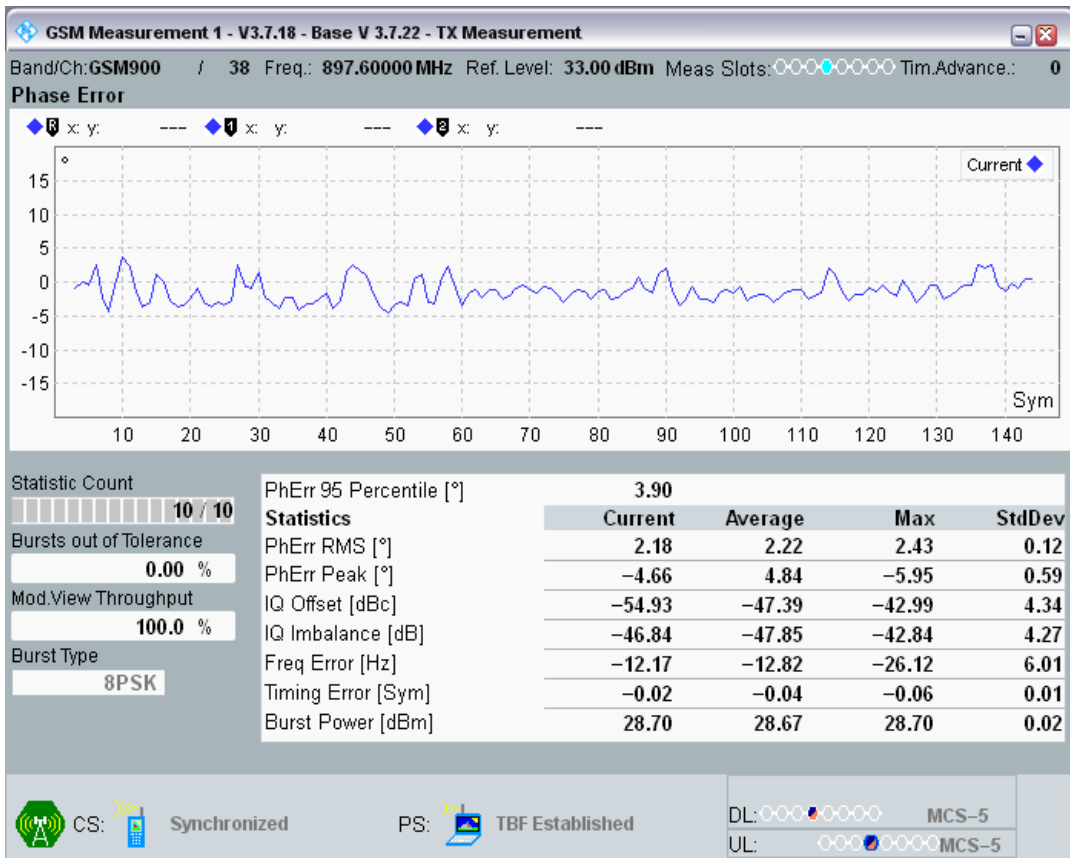 GSM Measurement 1 - V3.7.18 - Base V 3.7.22 - TX Measurement
Band/Ch:GSM900 / 38 Freq.: 897.60000 MHz Ref. Level: 33.00 dBm Meas Slots: Tim.Advance.: 0
Phase Error
R x: y: --- 1 x: y: --- 2 x: y: ---
° Current
15
10
5
0
-5
-10
-15
Sym
10 20 30 40 50 60 70 80 90 100 110 120 130 140
Statistic Count
10 / 10
Bursts out of Tolerance
0.00 %
Mod.View Throughput
100.0 %
Burst Type
8PSK
PhErr 95 Percentile [°] 3.90
Statistics Current Average Max StdDev
PhErr RMS [°] 2.18 2.22 2.43 0.12
PhErr Peak [°] −4.66 4.84 −5.95 0.59
IQ Offset [dBc] −54.93 −47.39 −42.99 4.34
IQ Imbalance [dB] −46.84 −47.85 −42.84 4.27
Freq Error [Hz] −12.17 −12.82 −26.12 6.01
Timing Error [Sym] −0.02 −0.04 −0.06 0.01
Burst Power [dBm] 28.70 28.67 28.70 0.02
CS: Synchronized PS: TBF Established
DL: MCS−5
UL: MCS−5